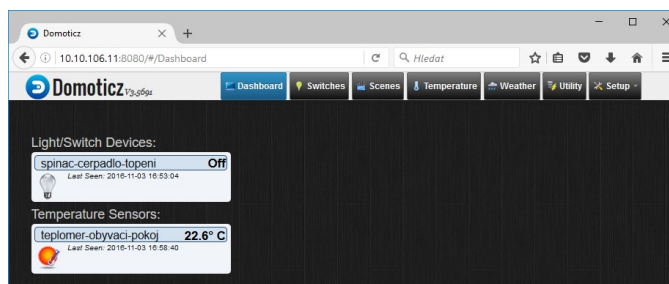 Domoticz
10.10.106.11:8080/#/Dashboard
Hledat
Domoticz V3.5691
Dashboard Switches Scenes Temperature Weather Utility Setup
Light/Switch Devices:
spinac-cerpadlo-topeni Off
Last Seen: 2016-11-03 16:53:04
Temperature Sensors:
teplomer-obyvaci-pokoj 22.6° C
Last Seen: 2016-11-03 16:58:40